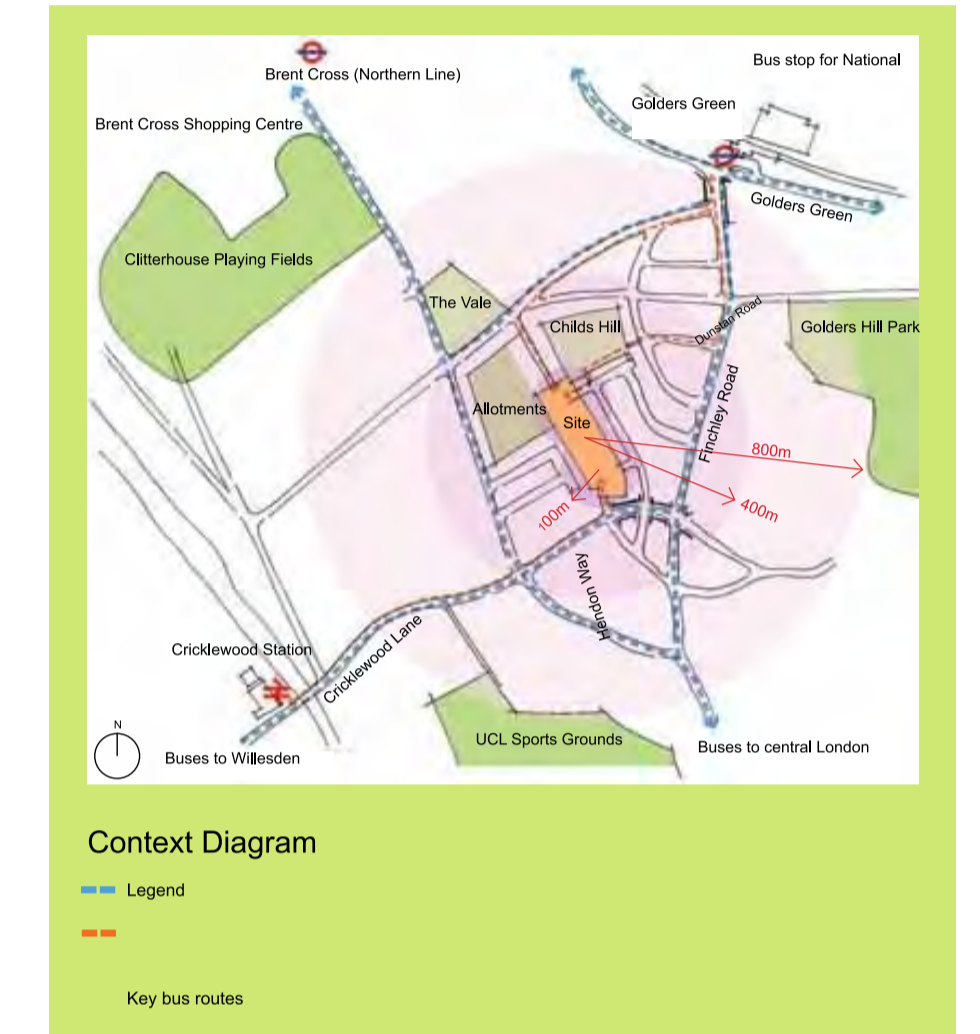 Bus stop for National
Brent Cross (Northern Line)
Golders Green
Brent Cross Shopping Centre
Golders Green
Clitterhouse Playing Fields
The Vale
Childs Hill
Dunstan Road
Golders Hill Park
Allotments
Site
Finchley Road
800m
400m
100m
Hendon Way
Cricklewood Station
Cricklewood Lane
UCL Sports Grounds
Buses to central London
N
Buses to Willesden
Context Diagram
Legend
Key bus routes